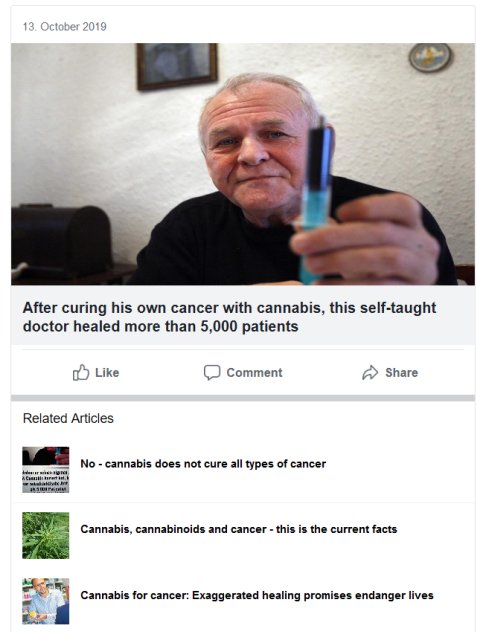 13. October 2019
After curing his own cancer with cannabis, this self-taught
doctor healed more than 5,000 patients
Like
Comment
Share
Related Articles
No - cannabis does not cure all types of cancer
Cannabis, cannabinoids and cancer - this is the current facts
Cannabis for cancer: Exaggerated healing promises endanger lives